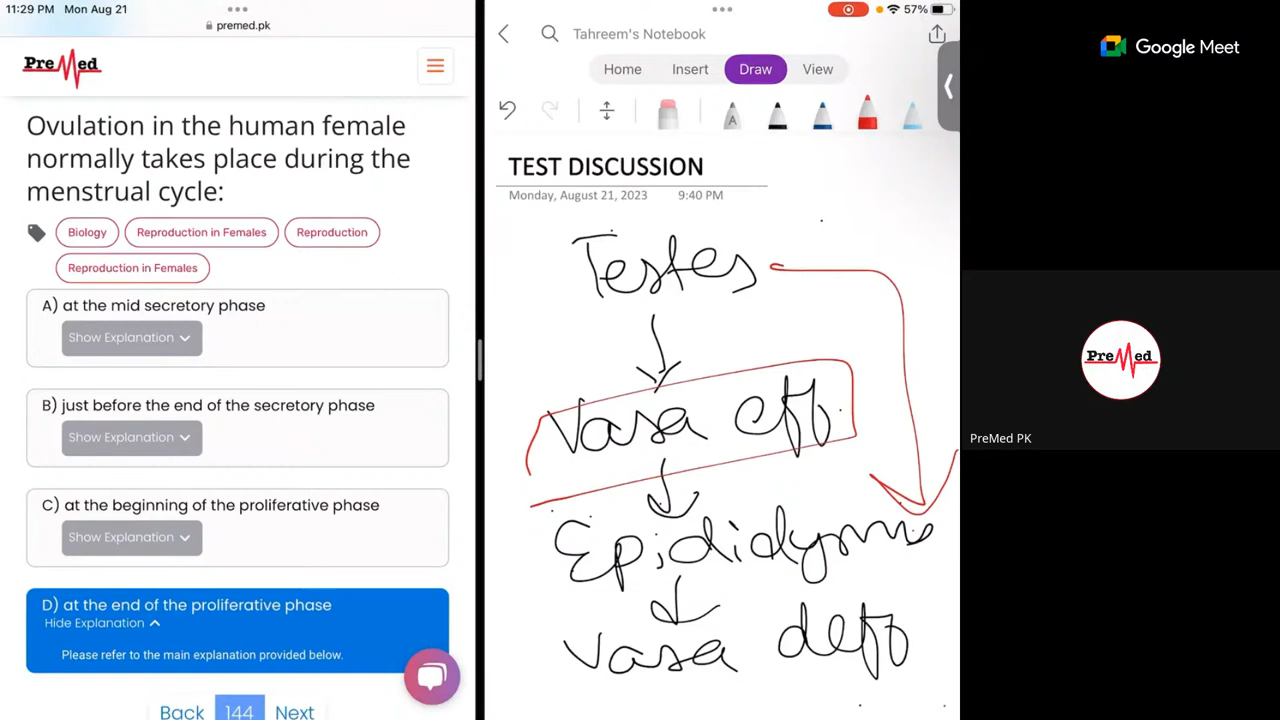 11:29 PM Mon Aug 21
premed.pk
PreMed
Ovulation in the human female
normally takes place during the
menstrual cycle:
Biology
Reproduction in Females
Reproduction
Reproduction in Females
A) at the mid secretory phase
Show Explanation
B) just before the end of the secretory phase
Show Explanation
C) at the beginning of the proliferative phase
Show Explanation
D) at the end of the proliferative phase
Hide Explanation
Please refer to the main explanation provided below.
Back 144 Next
57%
Tahreem's Notebook
Home Insert Draw View
A
TEST DISCUSSION
Monday, August 21, 2023 9:40 PM
Testes
Vasa eff.
Epididymus
Vasa deff
Google Meet
PreMed
PreMed PK